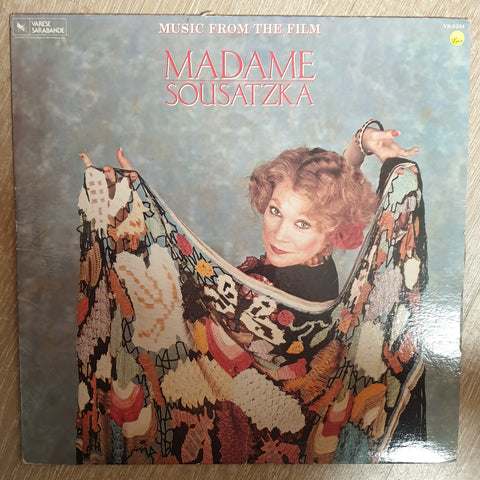 MUSIC FROM THE FILM
VARESE
SARABANDE
MADAME
SOUSATZKA